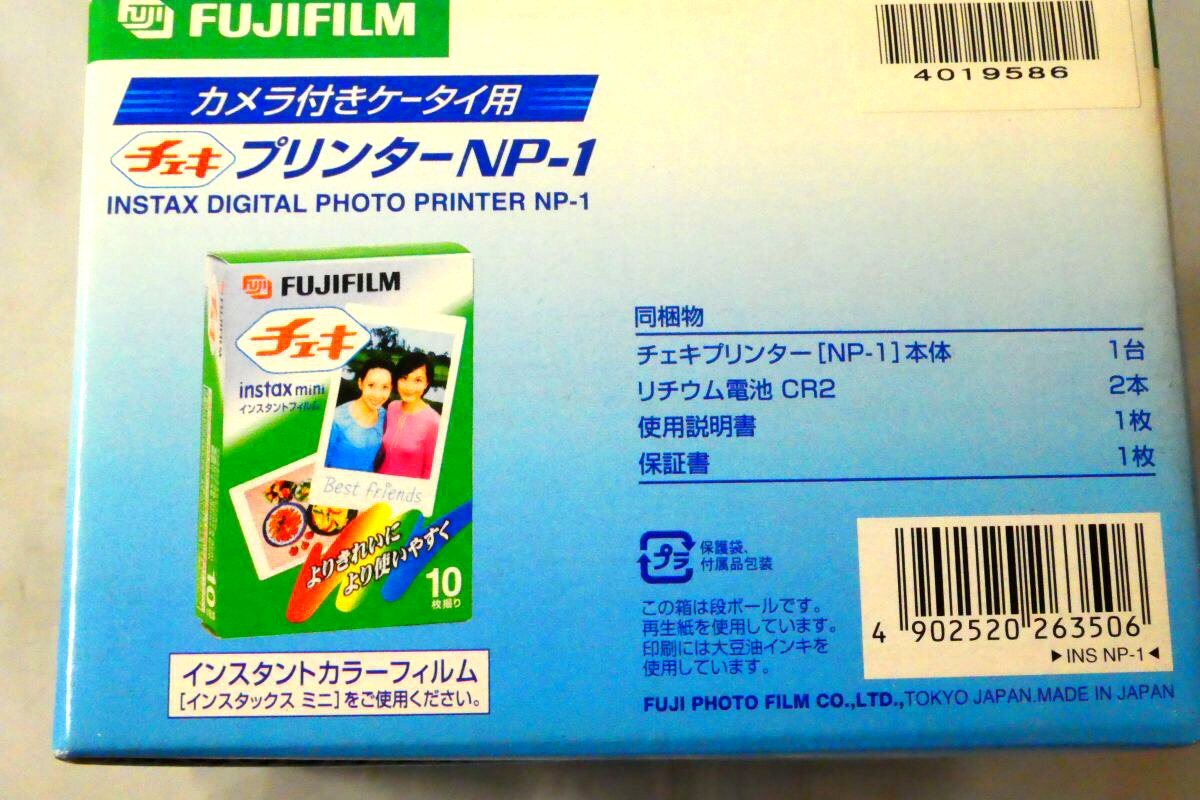 FUJI FUJIFILM
4019586
カメラ付きケータイ用
チェキ プリンターNP-1
INSTAX DIGITAL PHOTO PRINTER NP-1
FUJI FUJIFILM
チェキ
instax mini
インスタントフィルム
Best friends
よりきれいに
より使いやすく
10
枚撮り
チェキ
FUJIFILM
10
インスタントカラーフィルム
[インスタックス ミニ]をご使用ください。
同梱物
チェキプリンター[NP-1]本体 1台
リチウム電池 CR2 2本
使用説明書 1枚
保証書 1枚
プラ 保護袋、
付属品包装
この箱は段ボールです。
再生紙を使用しています。
印刷には大豆油インキを
使用しています。
4 902520 263506
▶INS NP-1◀
FUJI PHOTO FILM CO.,LTD.,TOKYO JAPAN.MADE IN JAPAN